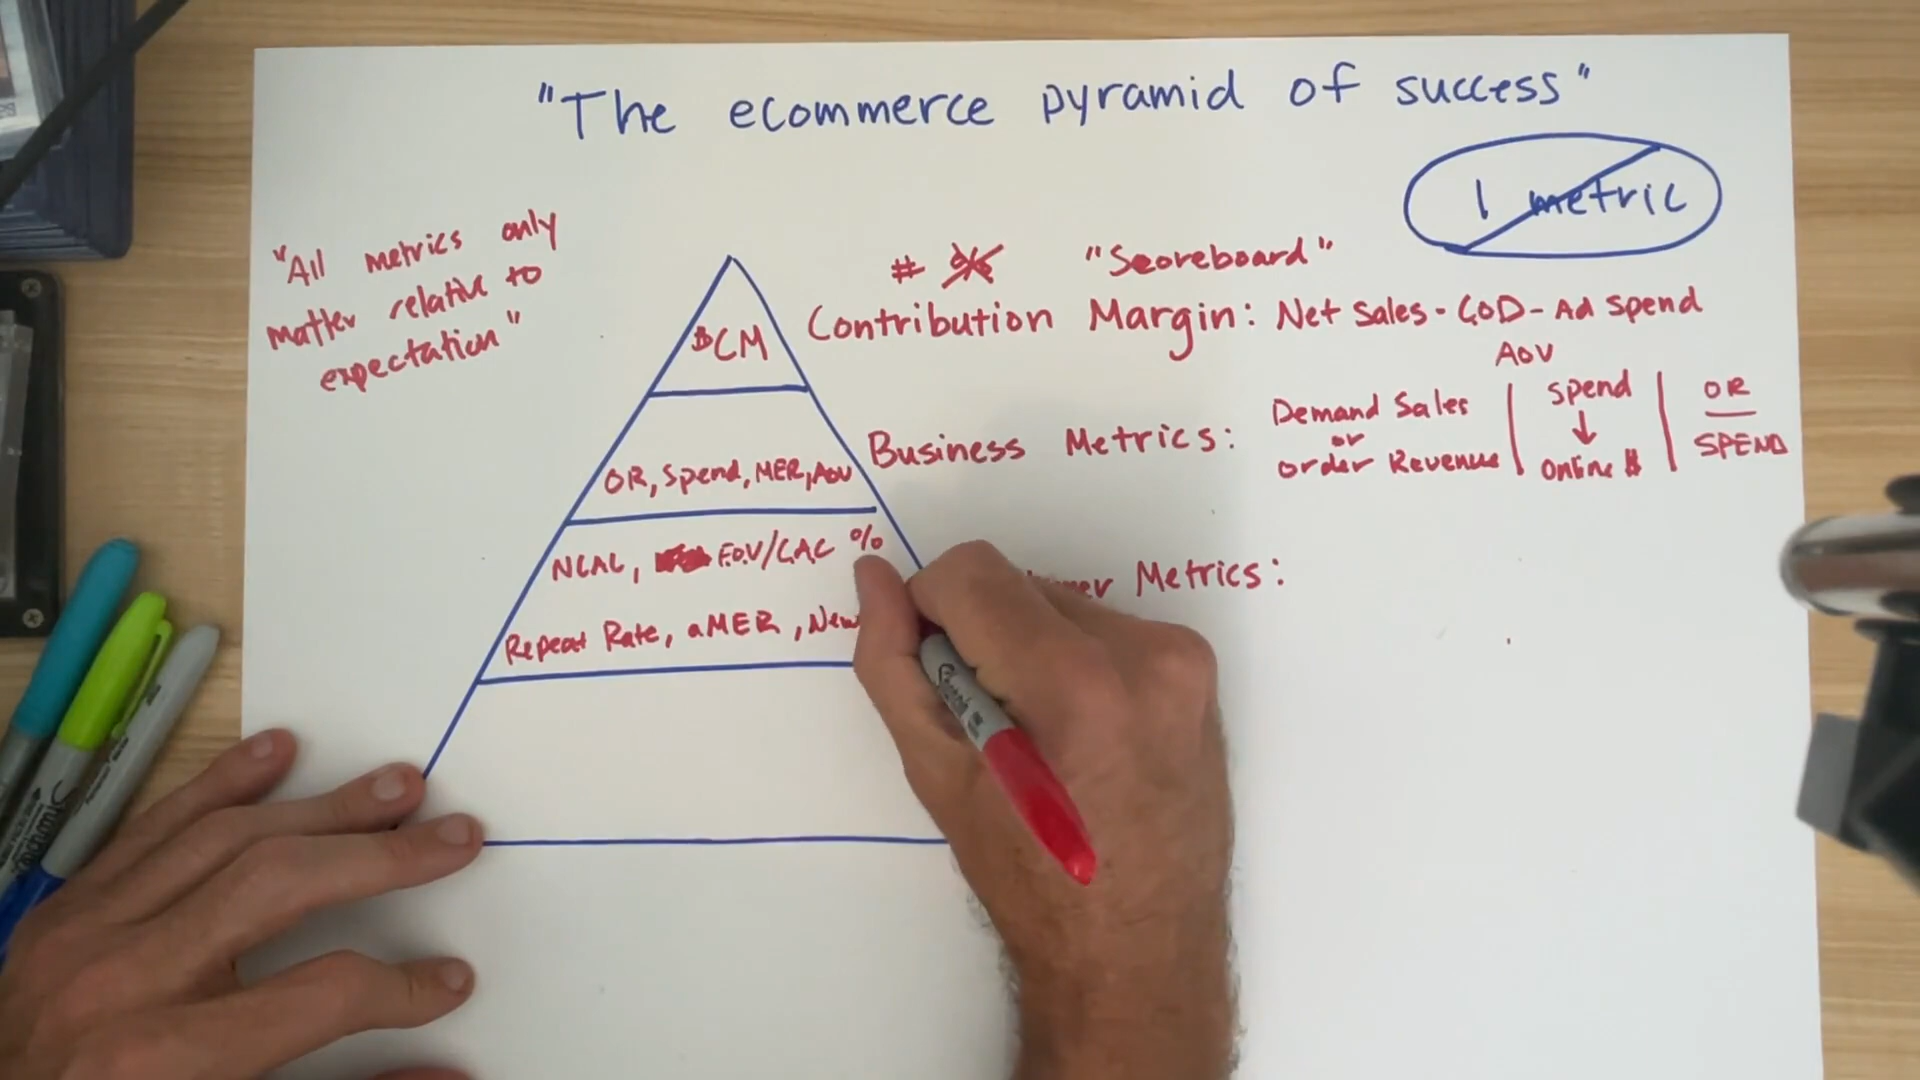 "The ecommerce pyramid of success"
1 metric
"All metrics only
matter relative to
expectation"
# % "Scoreboard"
$CM
Contribution Margin: Net Sales - COD - Ad Spend
AOV
OR, Spend, MER, AOV
Business Metrics:
Demand Sales
or
order Revenue
Spend
↓
Online $
OR
SPEND
NCAC, F.O.V/CAC %
Metrics:
Repeat Rate, aMER, New
Sharpie